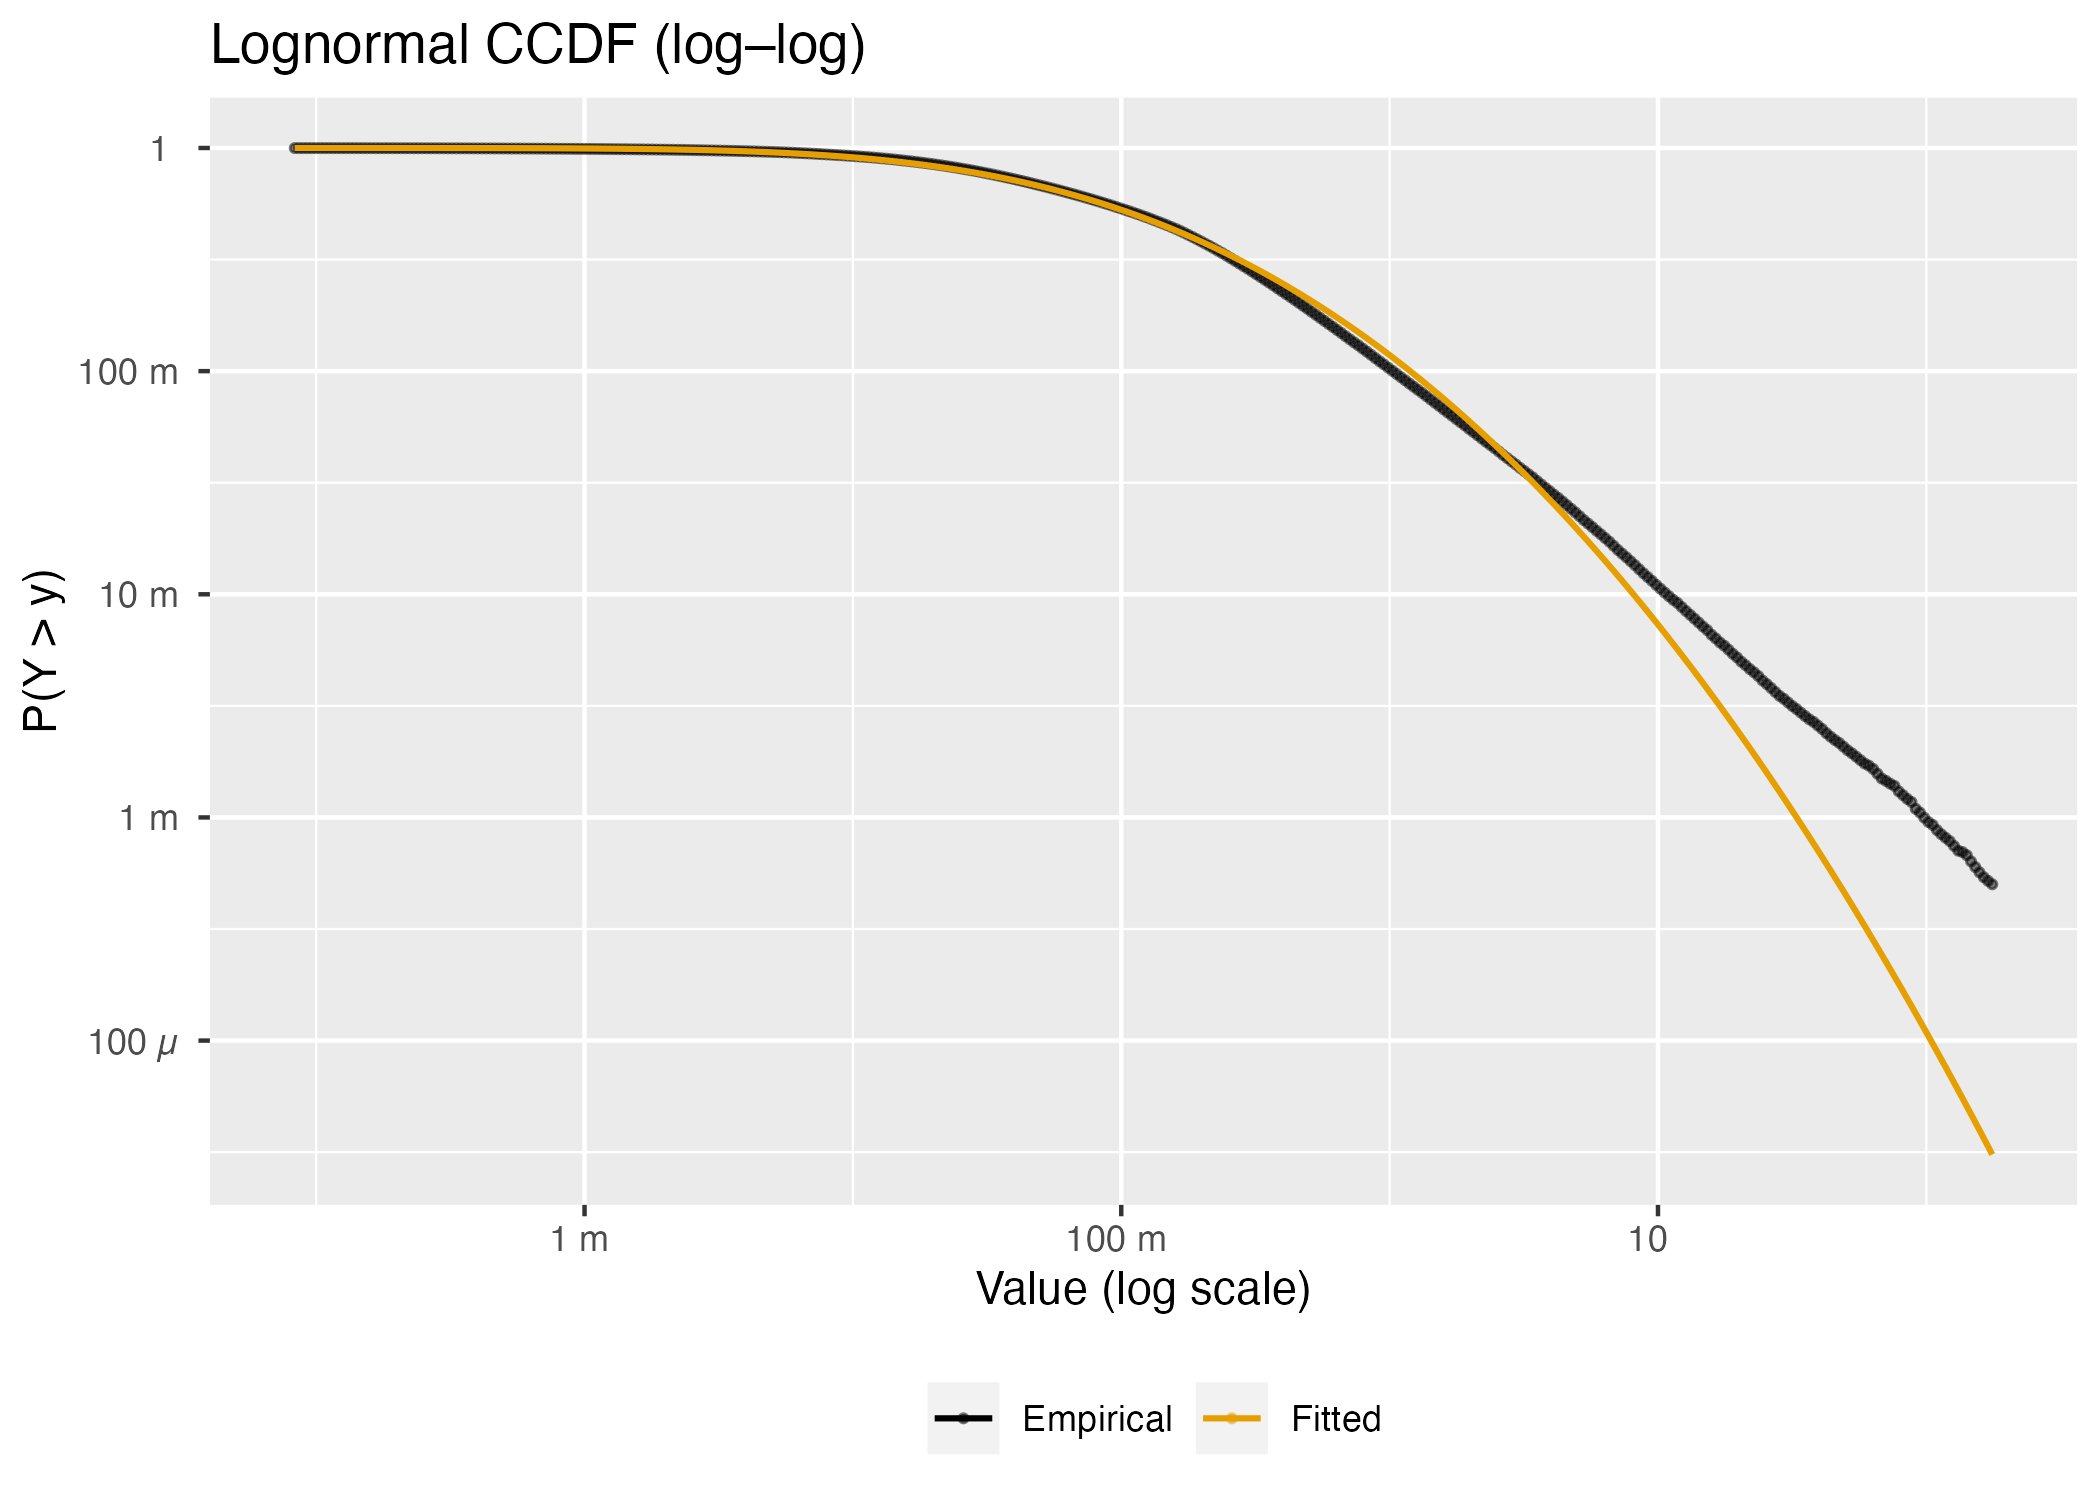 Lognormal CCDF (log–log)
P(Y > y)
1
100 m
10 m
1 m
100 µ
1 m
100 m
10
Value (log scale)
Empirical
Fitted